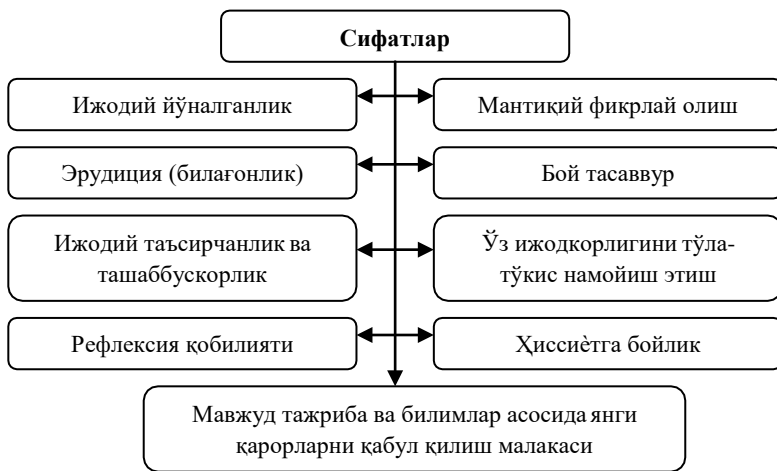 Сифатлар
Ижодий йўналганлик
Мантиқий фикрлай олиш
Эрудиция (билағонлик)
Бой тасаввур
Ижодий таъсирчанлик ва
ташаббускорлик
Ўз ижодкорлигини тўла-
тўкис намойиш этиш
Рефлексия қобилияти
Ҳиссиѐтга бойлик
Мавжуд тажриба ва билимлар асосида янги
қарорларни қабул қилиш малакаси